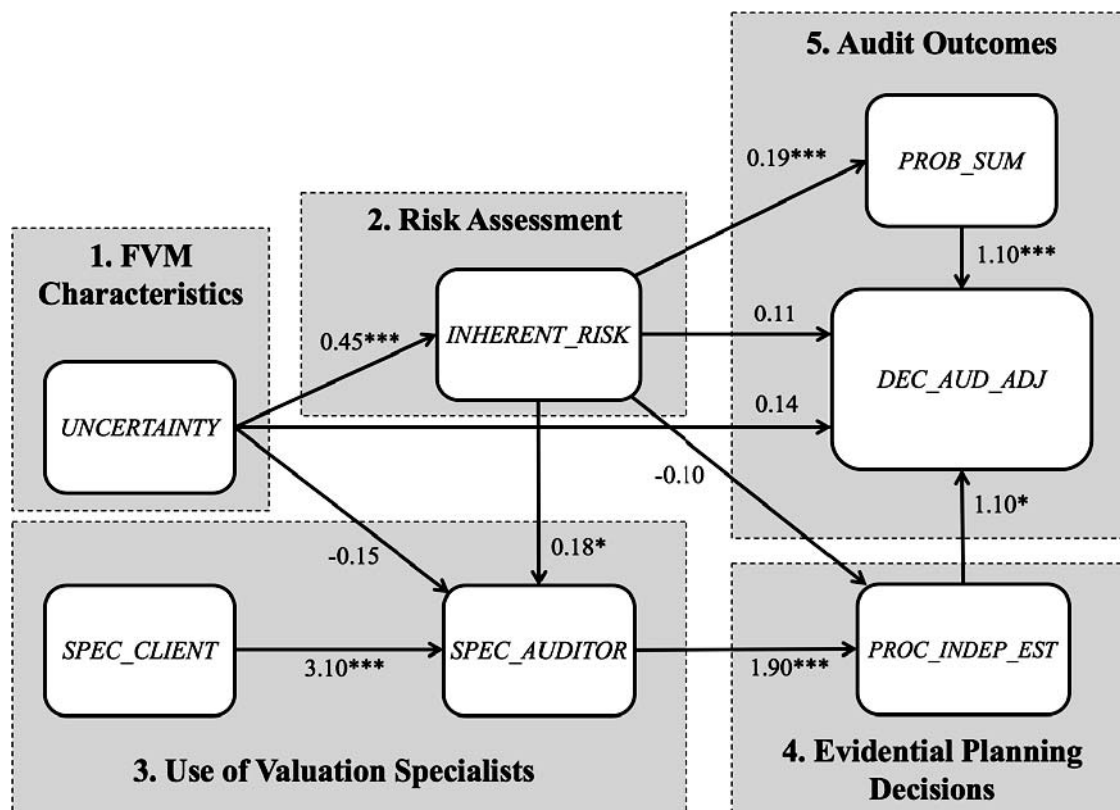 5. Audit Outcomes
PROB_SUM
0.19***
2. Risk Assessment
1. FVM
Characteristics
1.10***
INHERENT_RISK
0.45***
0.11
DEC_AUD_ADJ
UNCERTAINTY
0.14
-0.10
1.10*
-0.15
0.18*
SPEC_CLIENT
3.10***
SPEC_AUDITOR
1.90***
PROC_INDEP_EST
3. Use of Valuation Specialists
4. Evidential Planning
Decisions